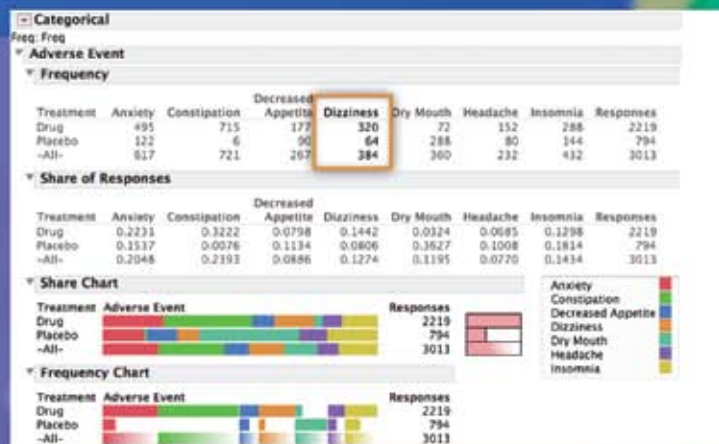 Categorical
Freq: Freq
Adverse Event
Frequency
Treatment Anxiety Constipation Decreased Appetite Dizziness Dry Mouth Headache Insomnia Responses
Drug 495 715 177 320 72 152 288 2219
Placebo 122 6 90 64 288 80 144 794
-All- 617 721 267 384 360 232 432 3013
Share of Responses
Treatment Anxiety Constipation Decreased Appetite Dizziness Dry Mouth Headache Insomnia Responses
Drug 0.2231 0.3222 0.0798 0.1442 0.0324 0.0685 0.1298 2219
Placebo 0.1537 0.0076 0.1134 0.0806 0.3627 0.1008 0.1814 794
-All- 0.2048 0.2393 0.0886 0.1274 0.1195 0.0770 0.1434 3013
Share Chart
Treatment Adverse Event Responses
Drug 2219
Placebo 794
-All- 3013
Anxiety
Constipation
Decreased Appetite
Dizziness
Dry Mouth
Headache
Insomnia
Frequency Chart
Treatment Adverse Event Responses
Drug 2219
Placebo 794
-All- 3013